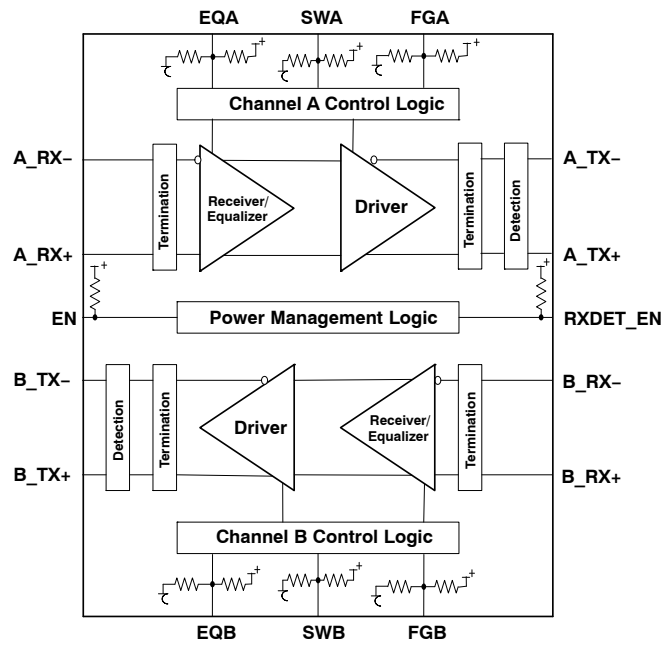 EQA SWA FGA
Channel A Control Logic
A_RX−
A_TX−
Termination
Receiver/
Equalizer
Driver
Termination
Detection
A_RX+
A_TX+
+
+
EN
Power Management Logic
RXDET_EN
B_TX−
B_RX−
Detection
Termination
Driver
Receiver/
Equalizer
Termination
B_TX+
B_RX+
Channel B Control Logic
EQB SWB FGB